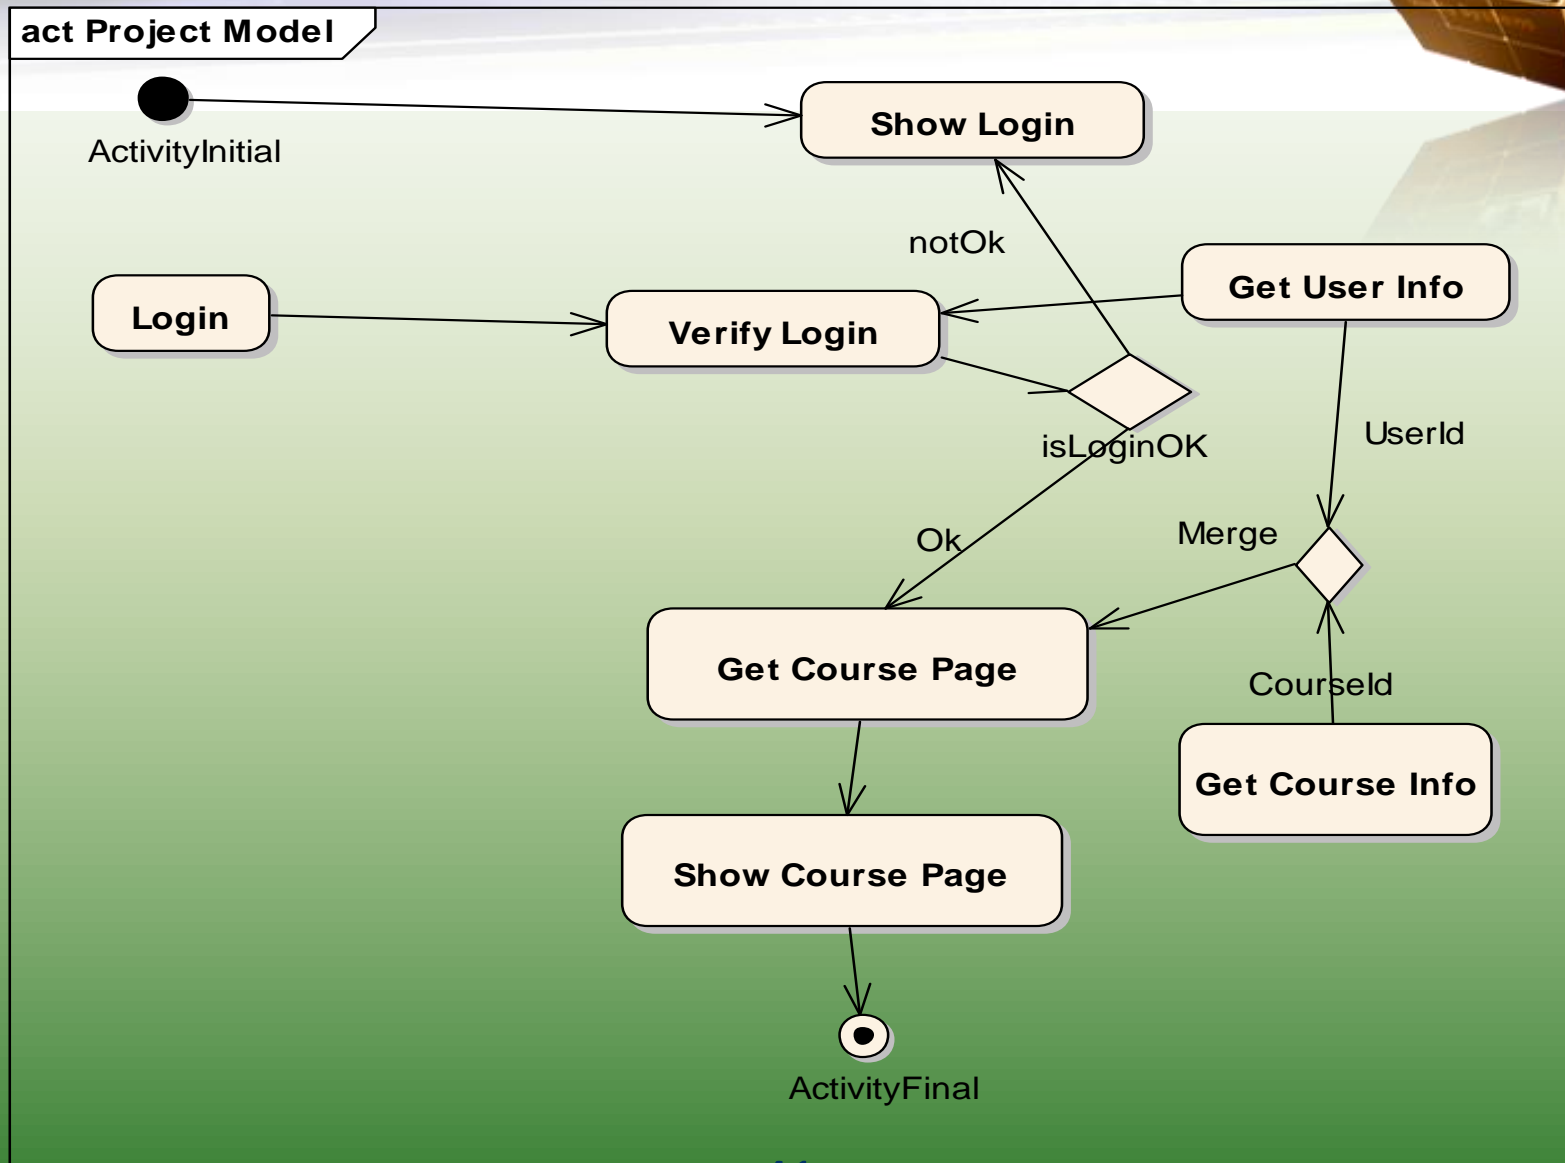 act Project Model
ActivityInitial
Show Login
notOk
Get User Info
Login
Verify Login
isLoginOK
UserId
Ok
Merge
Get Course Page
CourseId
Get Course Info
Show Course Page
ActivityFinal